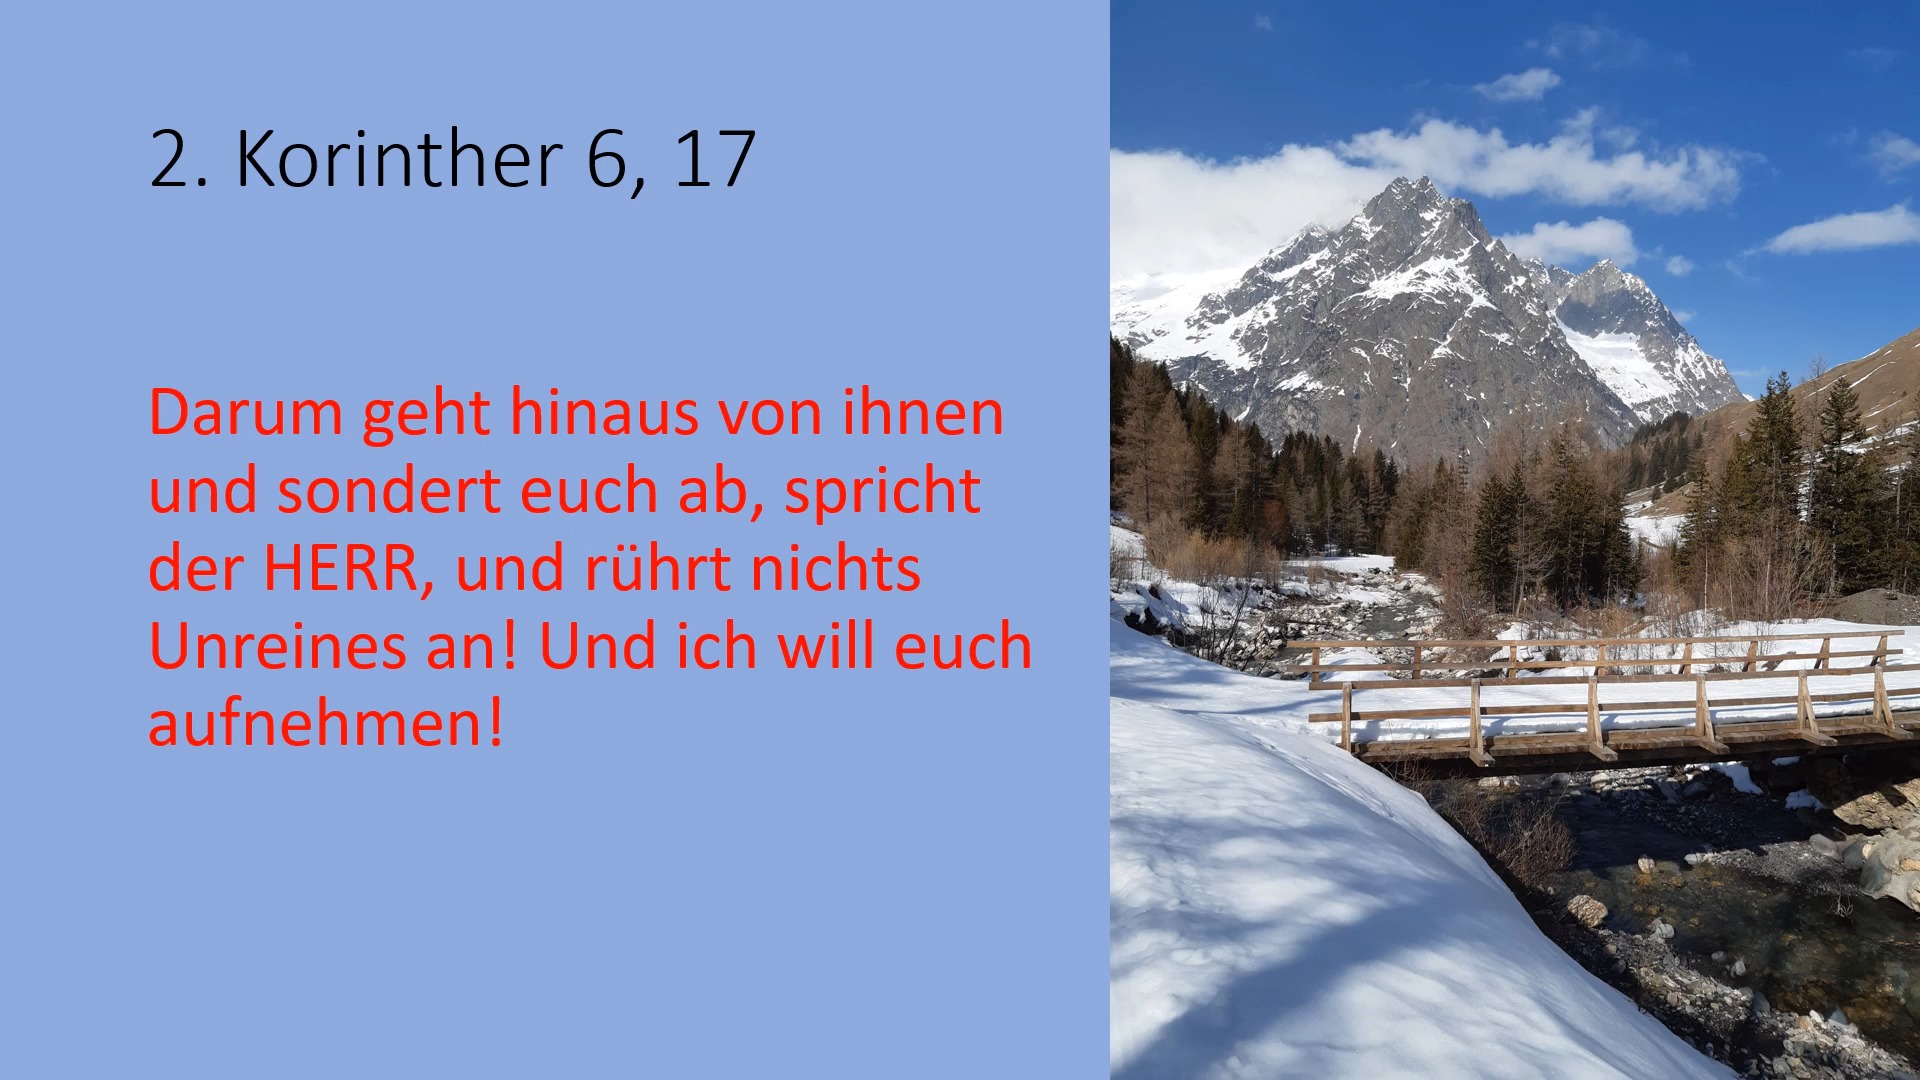 2. Korinther 6, 17
Darum geht hinaus von ihnen
und sondert euch ab, spricht
der HERR, und rührt nichts
Unreines an! Und ich will euch
aufnehmen!